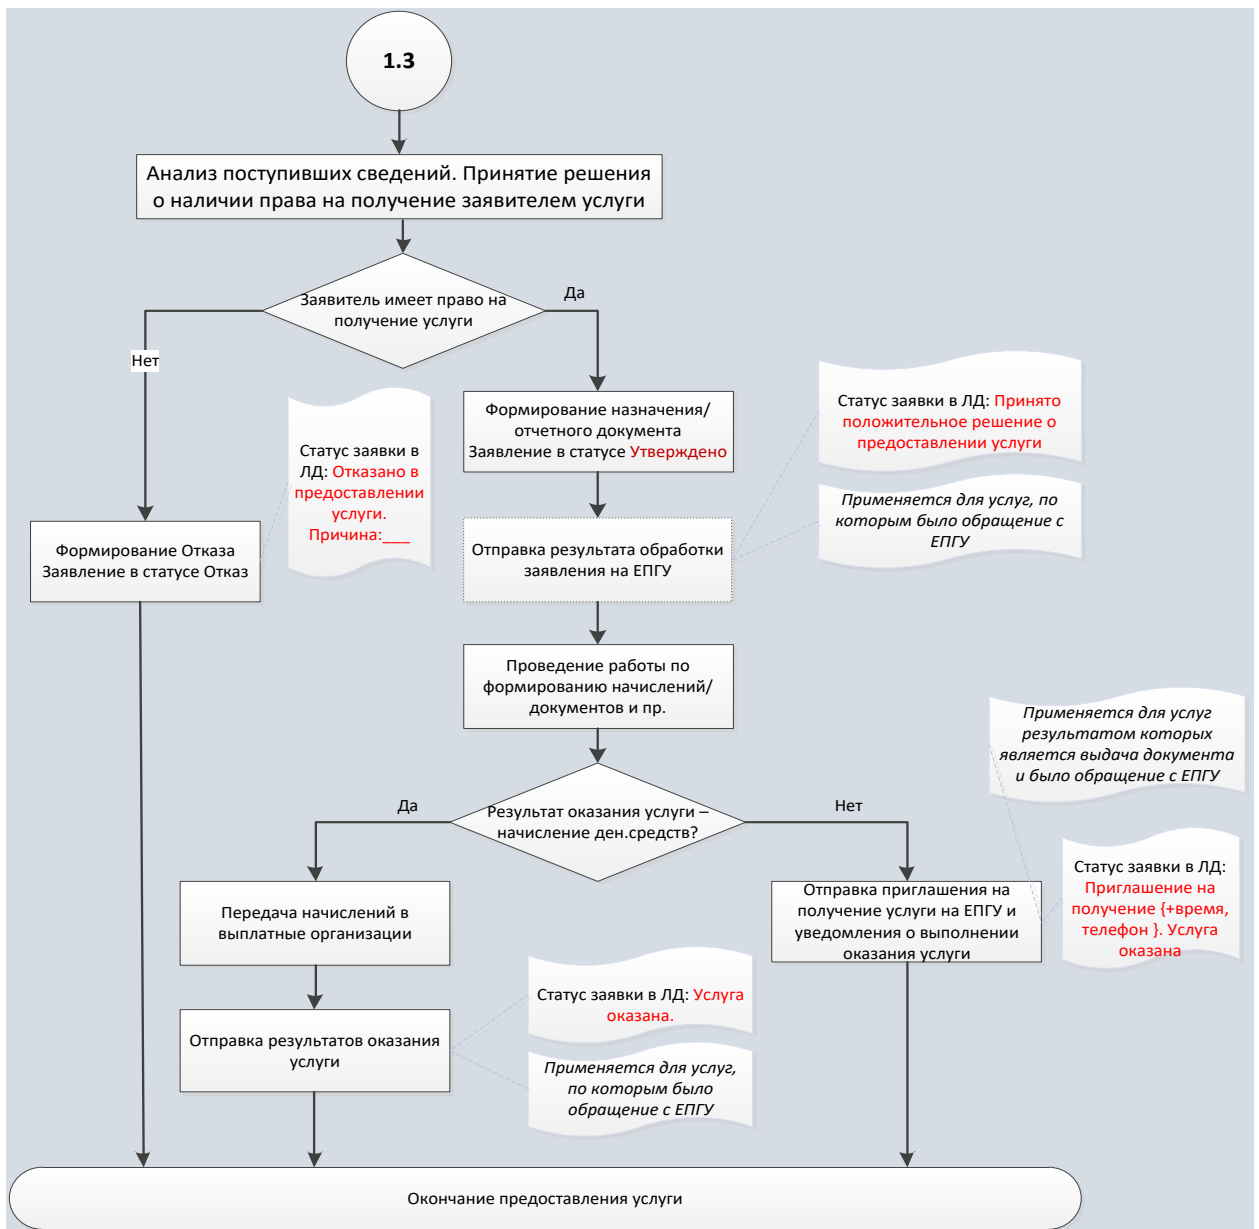 1.3
Анализ поступивших сведений. Принятие решения
о наличии права на получение заявителем услуги
Заявитель имеет право на
получение услуги
Да
Нет
Статус заявки в
ЛД: Отказано в
предоставлении
услуги.
Причина:___
Формирование назначения/
отчетного документа
Заявление в статусе Утверждено
Статус заявки в ЛД: Принято
положительное решение о
предоставлении услуги
Применяется для услуг, по
которым было обращение с
ЕПГУ
Формирование Отказа
Заявление в статусе Отказ
Отправка результата обработки
заявления на ЕПГУ
Проведение работы по
формированию начислений/
документов и пр.
Применяется для услуг
результатом которых
является выдача документа
и было обращение с ЕПГУ
Результат оказания услуги –
начисление ден.средств?
Да
Нет
Передача начислений в
выплатные организации
Отправка приглашения на
получение услуги на ЕПГУ и
уведомления о выполнении
оказания услуги
Статус заявки в ЛД:
Приглашение на
получение {+время,
телефон }. Услуга
оказана
Отправка результатов оказания
услуги
Статус заявки в ЛД: Услуга
оказана.
Применяется для услуг,
по которым было
обращение с ЕПГУ
Окончание предоставления услуги